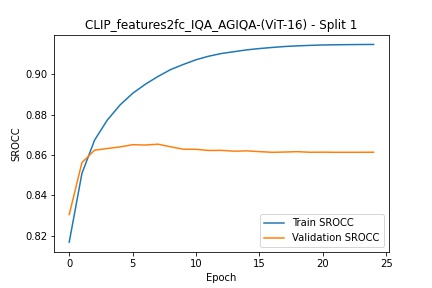 CLIP_features2fc_IQA_AGIQA-(ViT-16) - Split 1
SROCC
0.90
0.88
0.86
0.84
0.82
Train SROCC
Validation SROCC
0 5 10 15 20 25
Epoch